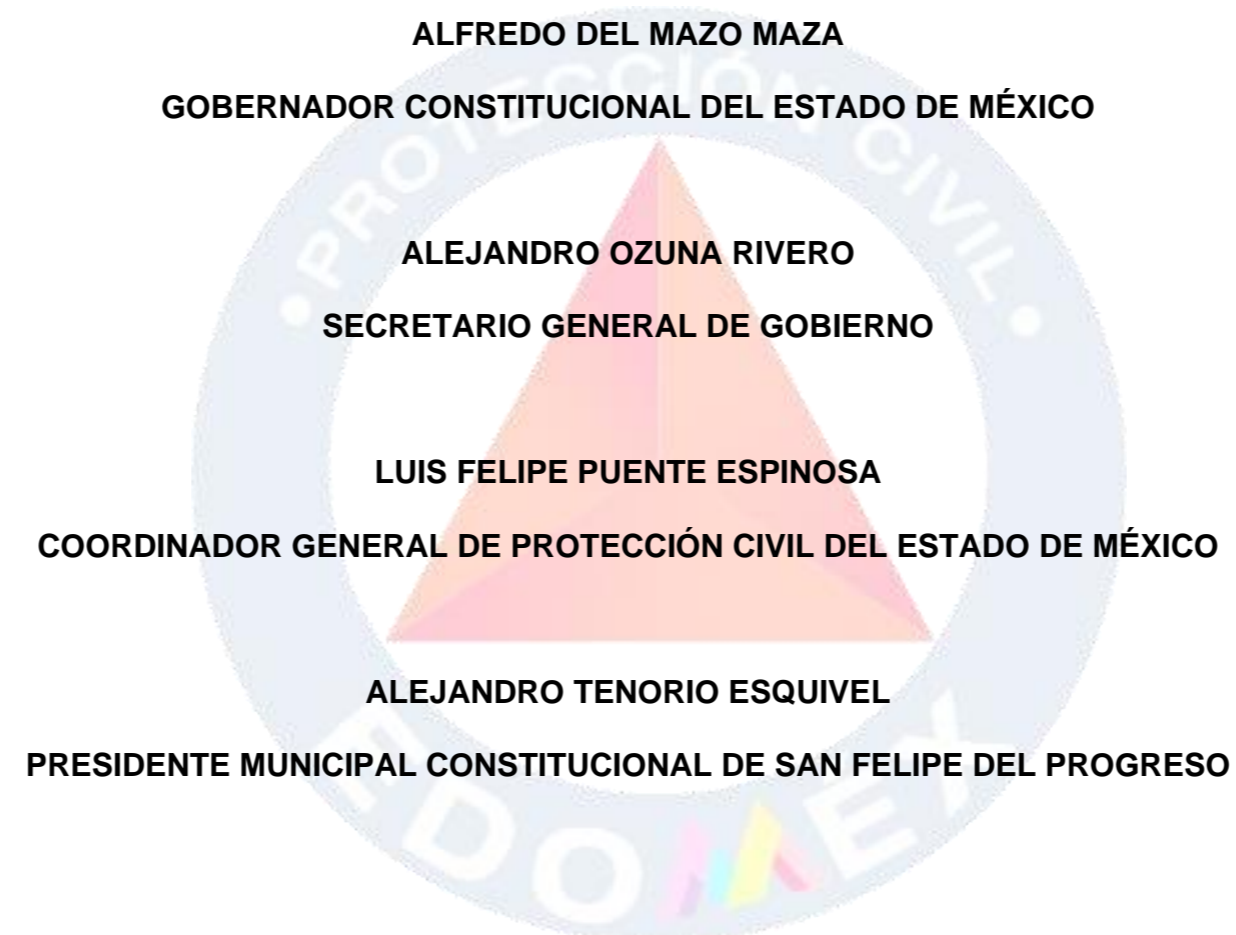 ALFREDO DEL MAZO MAZA
GOBERNADOR CONSTITUCIONAL DEL ESTADO DE MÉXICO
ALEJANDRO OZUNA RIVERO
SECRETARIO GENERAL DE GOBIERNO
LUIS FELIPE PUENTE ESPINOSA
COORDINADOR GENERAL DE PROTECCIÓN CIVIL DEL ESTADO DE MÉXICO
ALEJANDRO TENORIO ESQUIVEL
PRESIDENTE MUNICIPAL CONSTITUCIONAL DE SAN FELIPE DEL PROGRESO
•PROTECCIÓN CIVIL•
EDOMEX